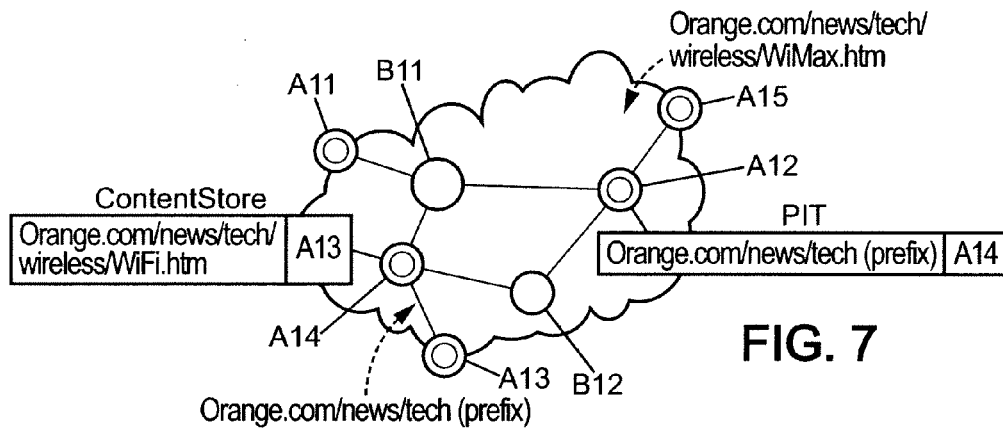 Orange.com/news/tech/
wireless/WiMax.htm
B11
A11
A15
A12
ContentStore
Orange.com/news/tech/
wireless/WiFi.htm
A13
PIT
Orange.com/news/tech (prefix)
A14
A14
A13
B12
FIG. 7
Orange.com/news/tech (prefix)